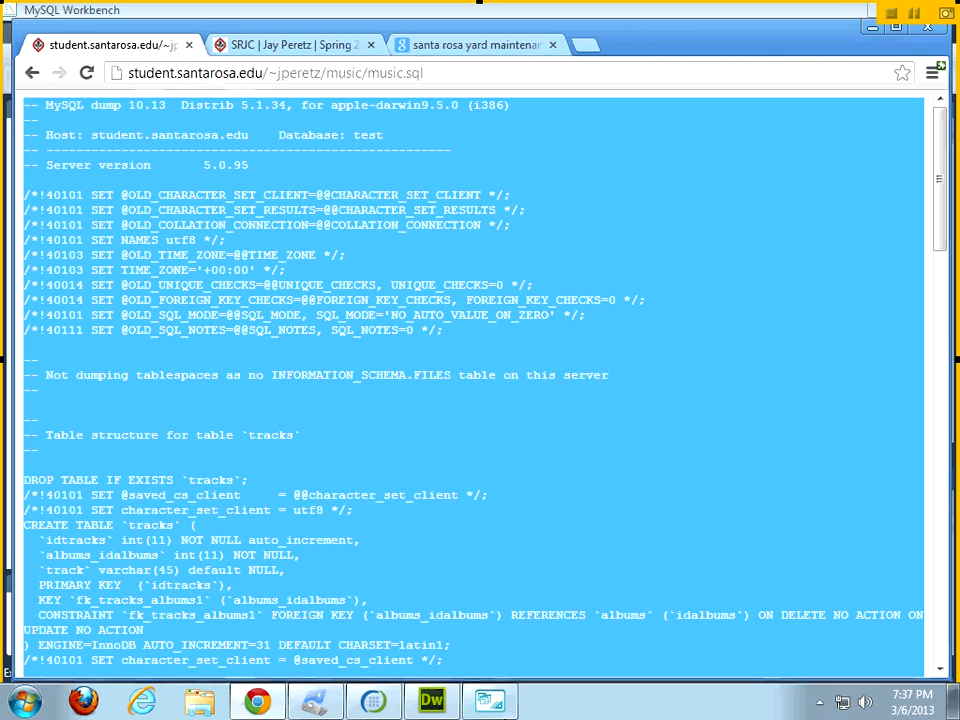 MySQL Workbench
student.santarosa.edu/~jp
SRJC | Jay Peretz | Spring 2
santa rosa yard maintenan
student.santarosa.edu/~jperetz/music/music.sql
-- MySQL dump 10.13  Distrib 5.1.34, for apple-darwin9.5.0 (i386)
--
-- Host: student.santarosa.edu    Database: test
-- ------------------------------------------------------
-- Server version       5.0.95
/*!40101 SET @OLD_CHARACTER_SET_CLIENT=@@CHARACTER_SET_CLIENT */;
/*!40101 SET @OLD_CHARACTER_SET_RESULTS=@@CHARACTER_SET_RESULTS */;
/*!40101 SET @OLD_COLLATION_CONNECTION=@@COLLATION_CONNECTION */;
/*!40101 SET NAMES utf8 */;
/*!40103 SET @OLD_TIME_ZONE=@@TIME_ZONE */;
/*!40103 SET TIME_ZONE='+00:00' */;
/*!40014 SET @OLD_UNIQUE_CHECKS=@@UNIQUE_CHECKS, UNIQUE_CHECKS=0 */;
/*!40014 SET @OLD_FOREIGN_KEY_CHECKS=@@FOREIGN_KEY_CHECKS, FOREIGN_KEY_CHECKS=0 */;
/*!40101 SET @OLD_SQL_MODE=@@SQL_MODE, SQL_MODE='NO_AUTO_VALUE_ON_ZERO' */;
/*!40111 SET @OLD_SQL_NOTES=@@SQL_NOTES, SQL_NOTES=0 */;
--
-- Not dumping tablespaces as no INFORMATION_SCHEMA.FILES table on this server
--
--
-- Table structure for table `tracks`
--
DROP TABLE IF EXISTS `tracks`;
/*!40101 SET @saved_cs_client     = @@character_set_client */;
/*!40101 SET character_set_client = utf8 */;
CREATE TABLE `tracks` (
  `idtracks` int(11) NOT NULL auto_increment,
  `albums_idalbums` int(11) NOT NULL,
  `track` varchar(45) default NULL,
  PRIMARY KEY  (`idtracks`),
  KEY `fk_tracks_albums1` (`albums_idalbums`),
  CONSTRAINT `fk_tracks_albums1` FOREIGN KEY (`albums_idalbums`) REFERENCES `albums` (`idalbums`) ON DELETE NO ACTION ON
UPDATE NO ACTION
) ENGINE=InnoDB AUTO_INCREMENT=31 DEFAULT CHARSET=latin1;
/*!40101 SET character_set_client = @saved_cs_client */;
Dw
7:37 PM
3/6/2013